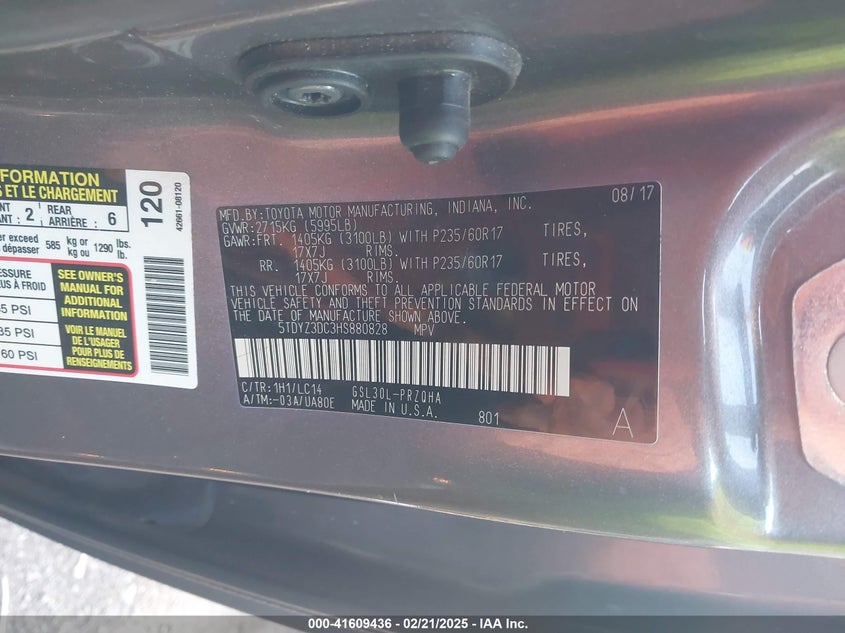 FORMATION
S ET LE CHARGEMENT
NT 2 REAR 6
ANT: ARRIÈRE:
er exceed 585 kg or 1290 lbs.
dépasser kg ou lb.
120
42661-08120
SEE OWNER'S
MANUAL FOR
ADDITIONAL
INFORMATION
VOIR LE MANUEL
DE L'USAGER
POUR PLUS DE
RENSEIGNEMENTS
RESSURE
US À FROID
5 PSI
35 PSI
60 PSI
MFD.BY:TOYOTA MOTOR MANUFACTURING, INDIANA, INC. 08/17
GVWR:2715KG (5995LB)
GAWR:FRT. 1405KG (3100LB) WITH P235/60R17 TIRES,
17X7J RIMS.
RR. 1405KG (3100LB) WITH P235/60R17 TIRES,
17X7J RIMS.
THIS VEHICLE CONFORMS TO ALL APPLICABLE FEDERAL MOTOR
VEHICLE SAFETY AND THEFT PREVENTION STANDARDS IN EFFECT ON
THE DATE OF MANUFACTURE SHOWN ABOVE.
5TDYZ3DC3HS880828 MPV
C/TR:1H1/LC14 GSL30L-PRZQHA
A/TM:-03A/UA80E MADE IN U.S.A. 801 A
000-41609436 - 02/21/2025 - IAA Inc.